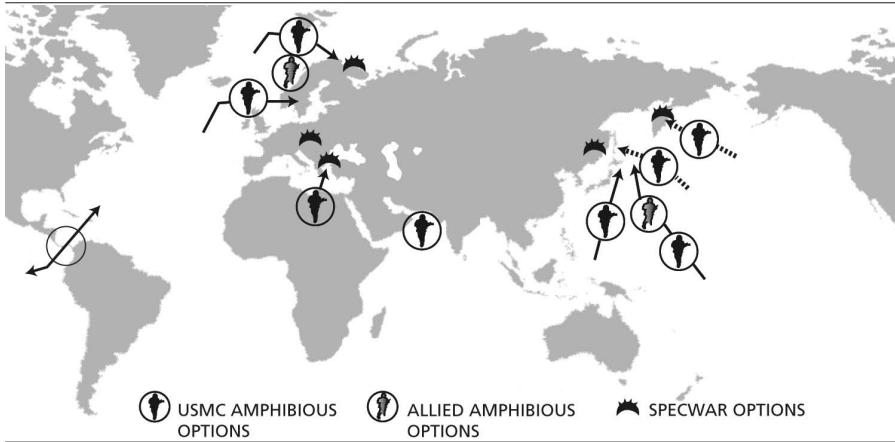 USMC AMPHIBIOUS
OPTIONS
ALLIED AMPHIBIOUS
OPTIONS
SPECWAR OPTIONS